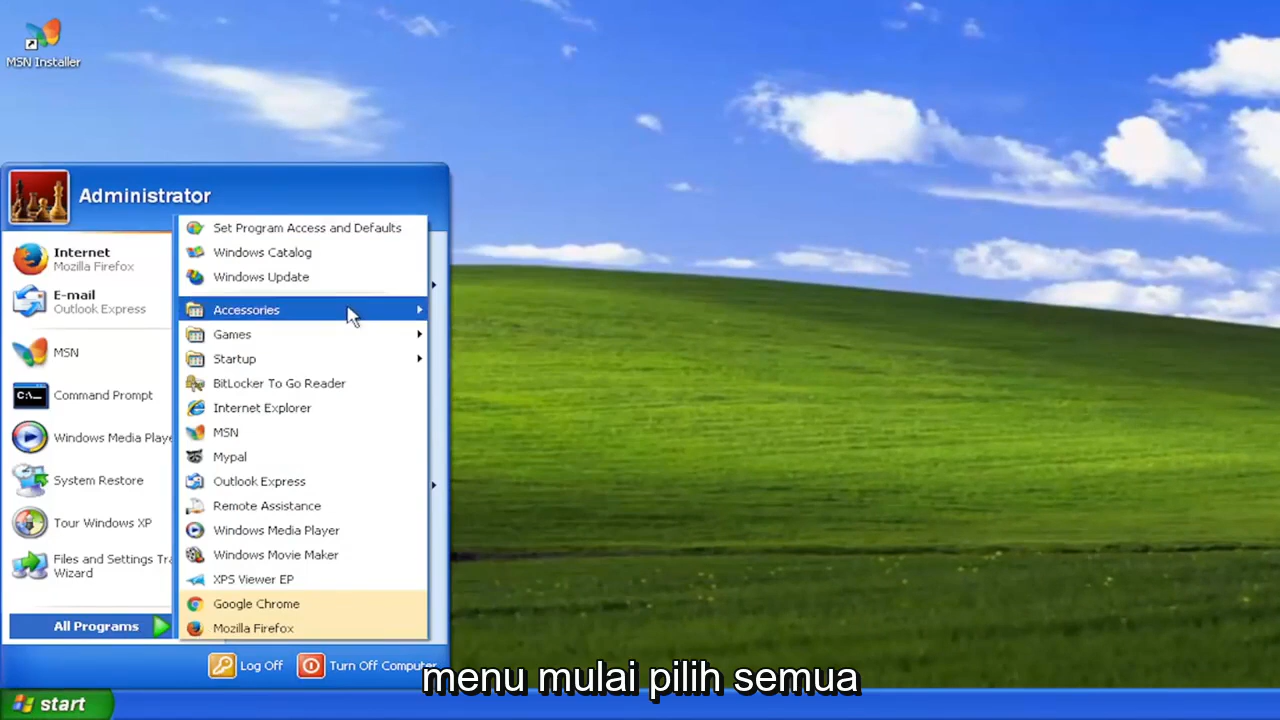 MSN Installer
Administrator
Internet
Mozilla Firefox
E-mail
Outlook Express
MSN
Command Prompt
Windows Media Playe
System Restore
Tour Windows XP
Files and Settings Tra
Wizard
All Programs
Set Program Access and Defaults
Windows Catalog
Windows Update
Accessories
Games
Startup
BitLocker To Go Reader
Internet Explorer
MSN
Mypal
Outlook Express
Remote Assistance
Windows Media Player
Windows Movie Maker
XPS Viewer EP
Google Chrome
Mozilla Firefox
Log Off
Turn Off Computer
menu mulai pilih semua
start